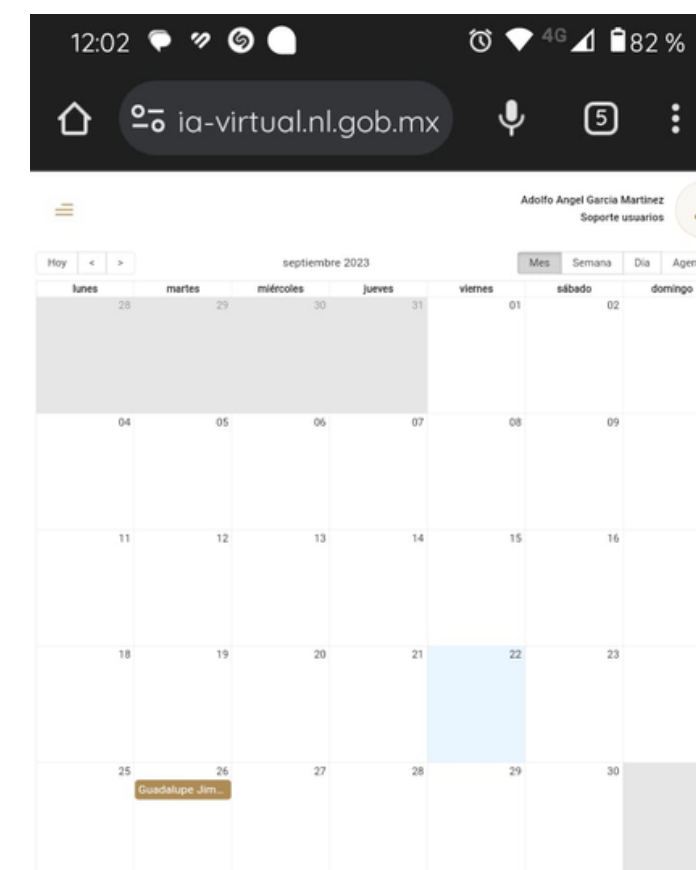 12:02 4G 82 %
ia-virtual.nl.gob.mx 5
Adolfo Angel Garcia Martinez
Soporte usuarios
Hoy < > septiembre 2023 Mes Semana Día Agen
lunes martes miércoles jueves viernes sábado domingo
28 29 30 31 01 02
04 05 06 07 08 09
11 12 13 14 15 16
18 19 20 21 22 23
25 26 27 28 29 30
Guadalupe Jim...